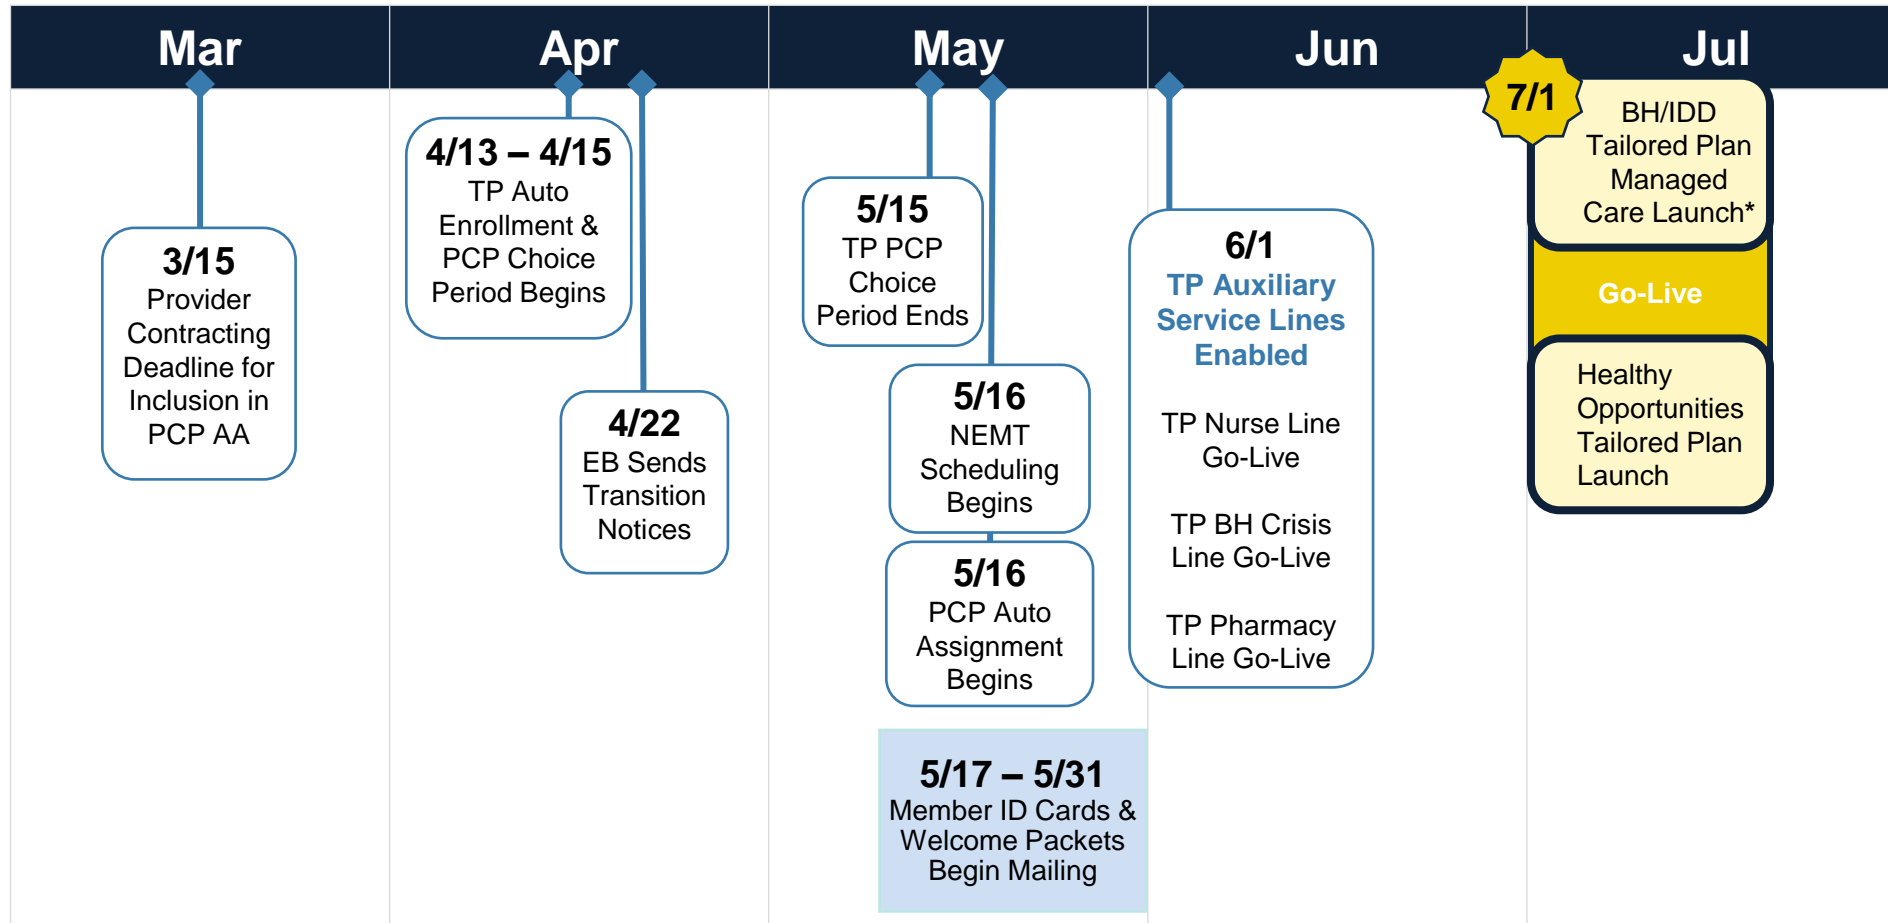 Mar
Apr
May
Jun
Jul
3/15
Provider
Contracting
Deadline for
Inclusion in
PCP AA
4/13 – 4/15
TP Auto
Enrollment &
PCP Choice
Period Begins
4/22
EB Sends
Transition
Notices
5/15
TP PCP
Choice
Period Ends
5/16
NEMT
Scheduling
Begins
5/16
PCP Auto
Assignment
Begins
5/17 – 5/31
Member ID Cards &
Welcome Packets
Begin Mailing
6/1
TP Auxiliary
Service Lines
Enabled
TP Nurse Line
Go-Live
TP BH Crisis
Line Go-Live
TP Pharmacy
Line Go-Live
7/1
BH/IDD
Tailored Plan
Managed
Care Launch*
Go-Live
Healthy
Opportunities
Tailored Plan
Launch